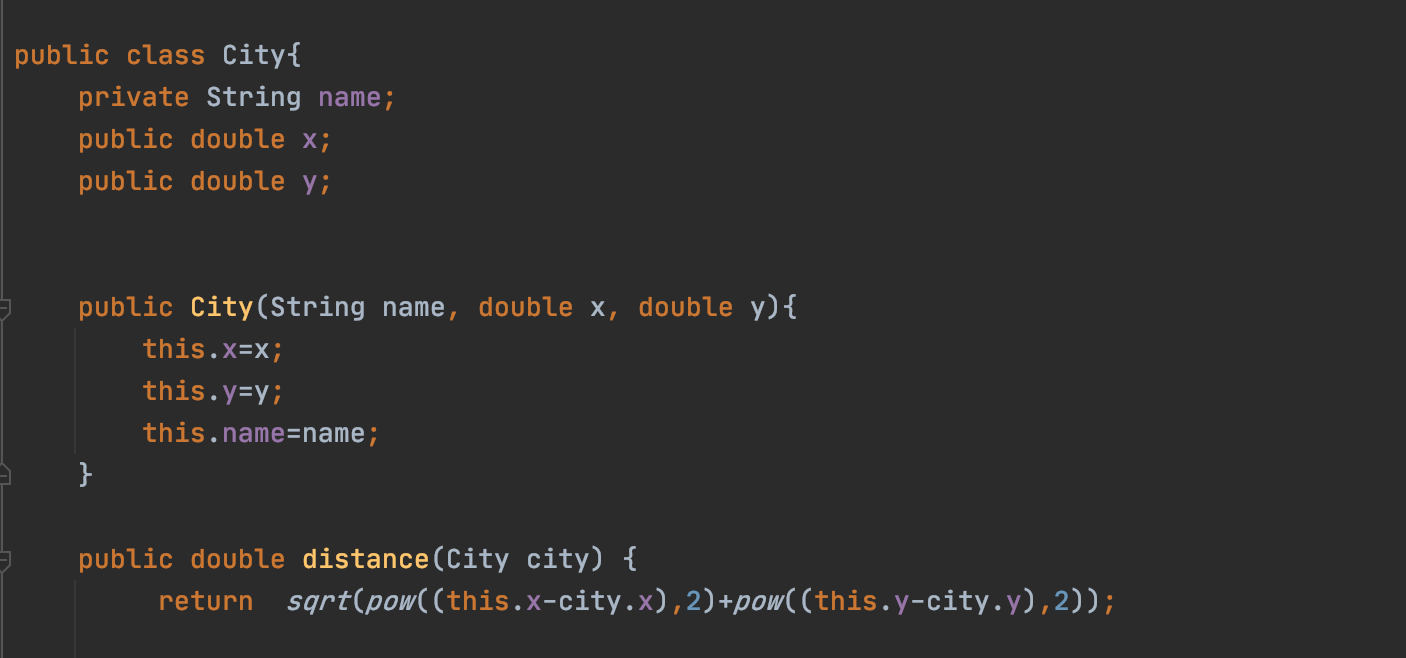 public class City{
    private String name;
    public double x;
    public double y;
    public City(String name, double x, double y){
        this.x=x;
        this.y=y;
        this.name=name;
    }
    public double distance(City city) {
         return  sqrt(pow((this.x-city.x),2)+pow((this.y-city.y),2));